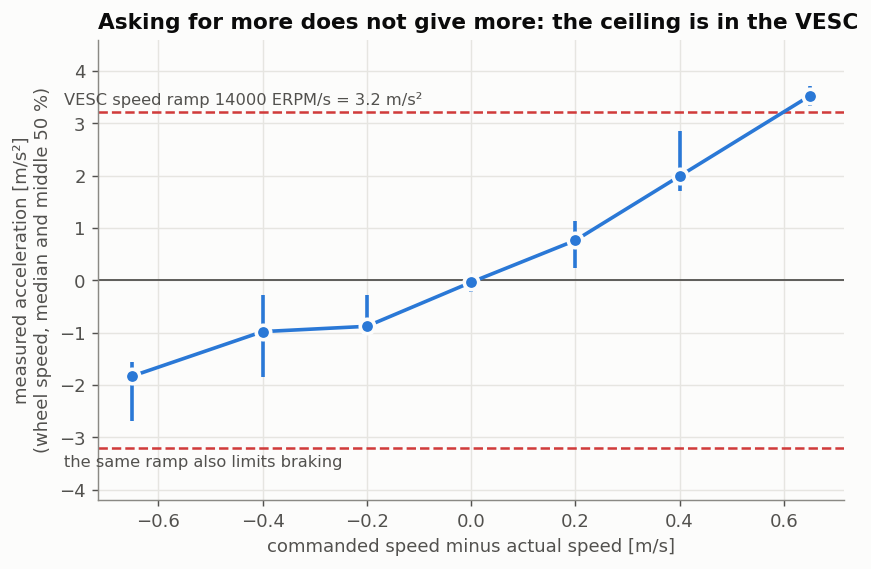 Asking for more does not give more: the ceiling is in the VESC
VESC speed ramp 14000 ERPM/s = 3.2 m/s²
the same ramp also limits braking
measured acceleration [m/s²]
(wheel speed, median and middle 50 %)
4
3
2
1
0
−1
−2
−3
−4
−0.6
−0.4
−0.2
0.0
0.2
0.4
0.6
commanded speed minus actual speed [m/s]